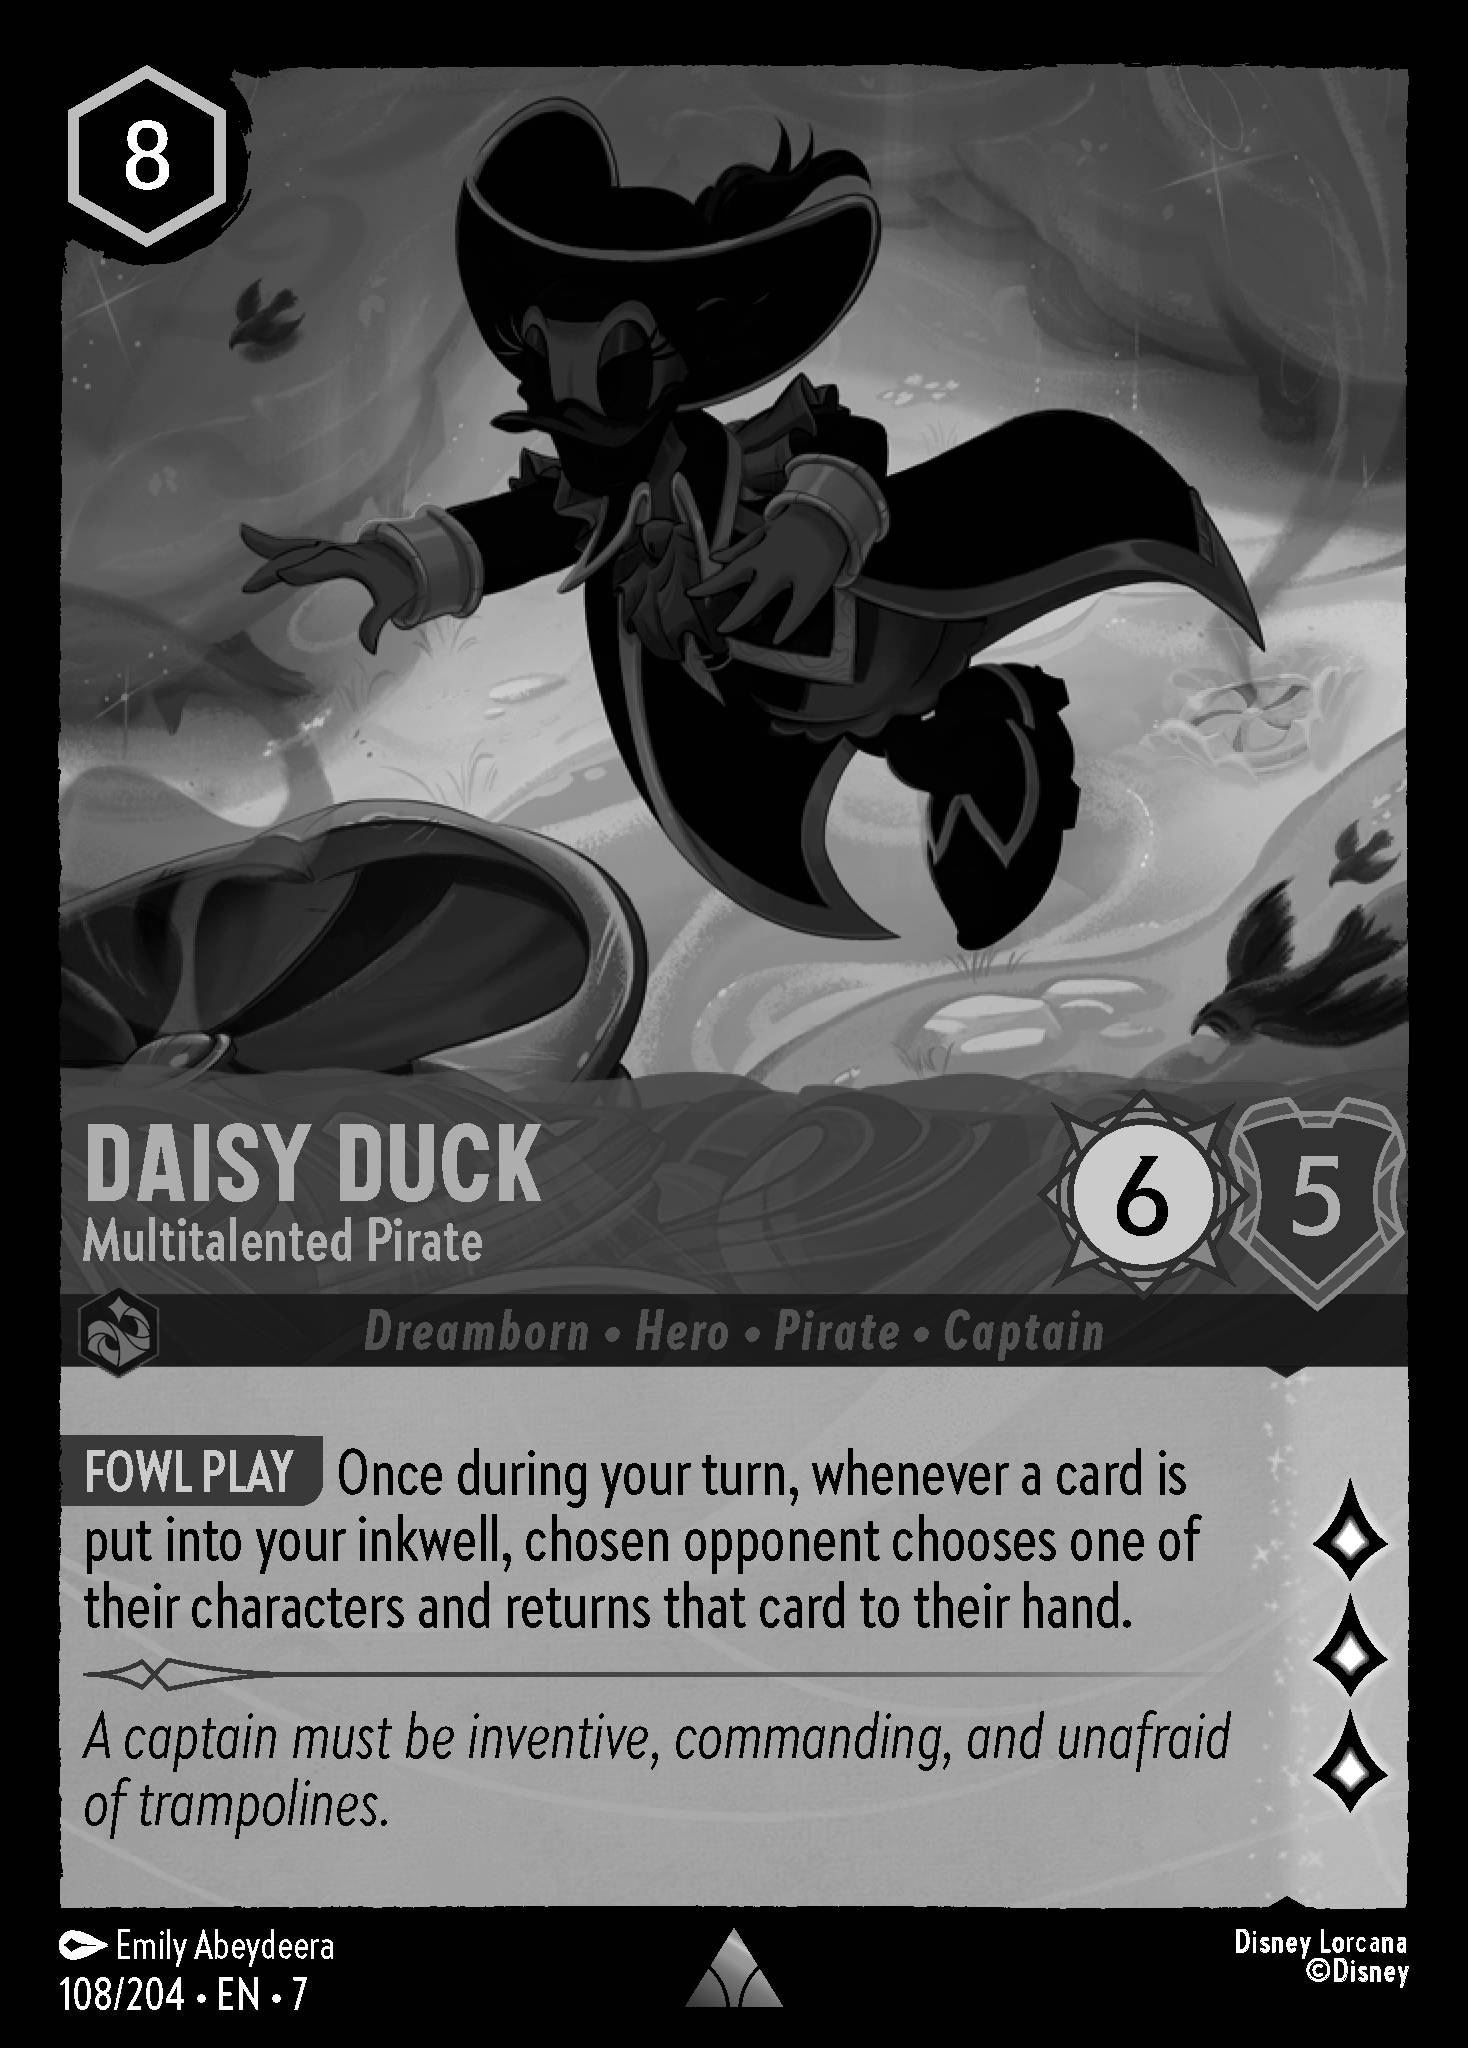 8
DAISY DUCK
Multitalented Pirate
6
5
Dreamborn • Hero • Pirate • Captain
FOWL PLAY Once during your turn, whenever a card is
put into your inkwell, chosen opponent chooses one of
their characters and returns that card to their hand.
A captain must be inventive, commanding, and unafraid
of trampolines.
Emily Abeydeera
108/204 • EN • 7
Disney Lorcana
©Disney